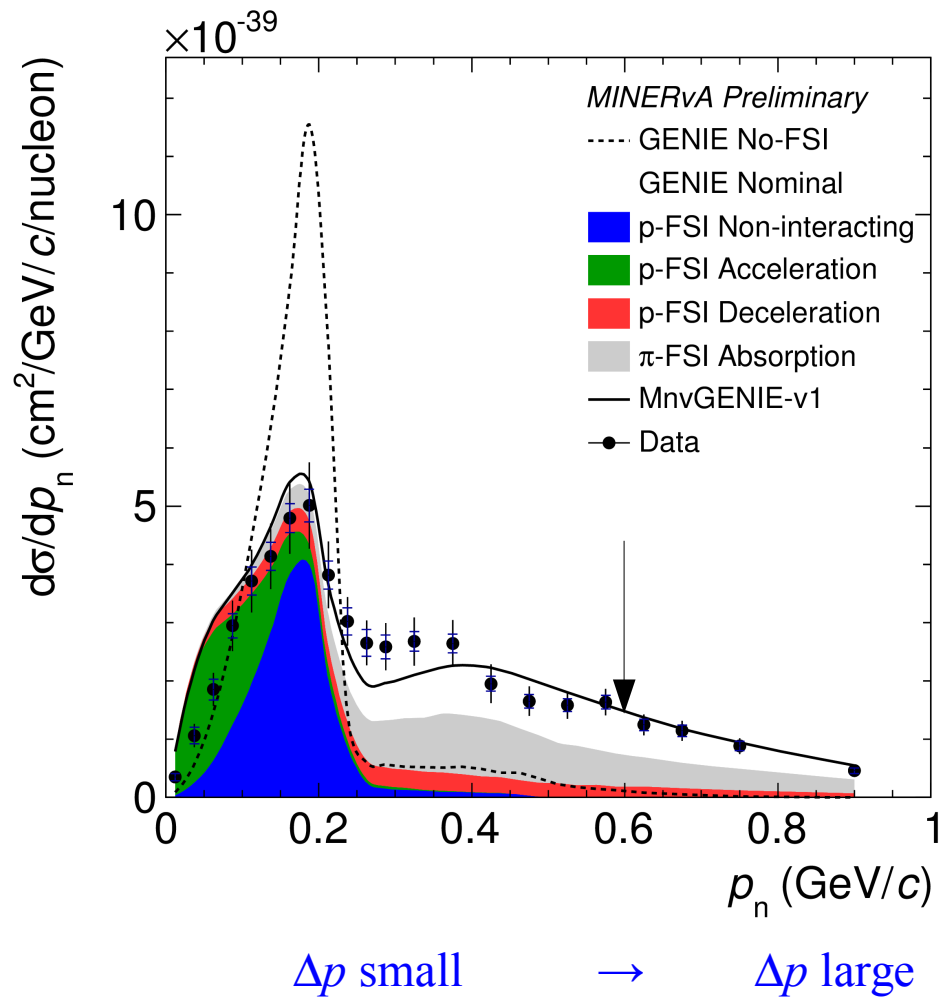 ×10⁻³⁹
dσ/dpₙ (cm²/GeV/c/nucleon)
MINERvA Preliminary
GENIE No-FSI
GENIE Nominal
p-FSI Non-interacting
p-FSI Acceleration
p-FSI Deceleration
π-FSI Absorption
MnvGENIE-v1
Data
10
5
0
0 0.2 0.4 0.6 0.8 1
pₙ (GeV/c)
Δp small → Δp large